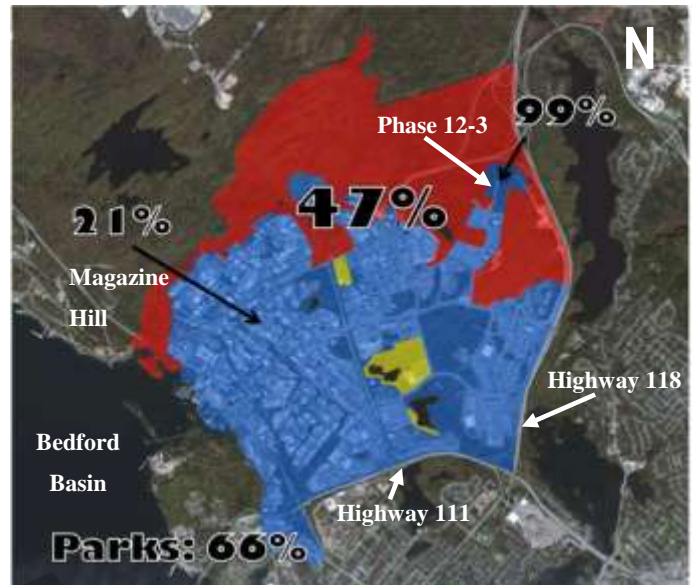 N
99%
Phase 12-3
47%
21%
Magazine
Hill
Highway 118
Bedford
Basin
Highway 111
Parks: 66%